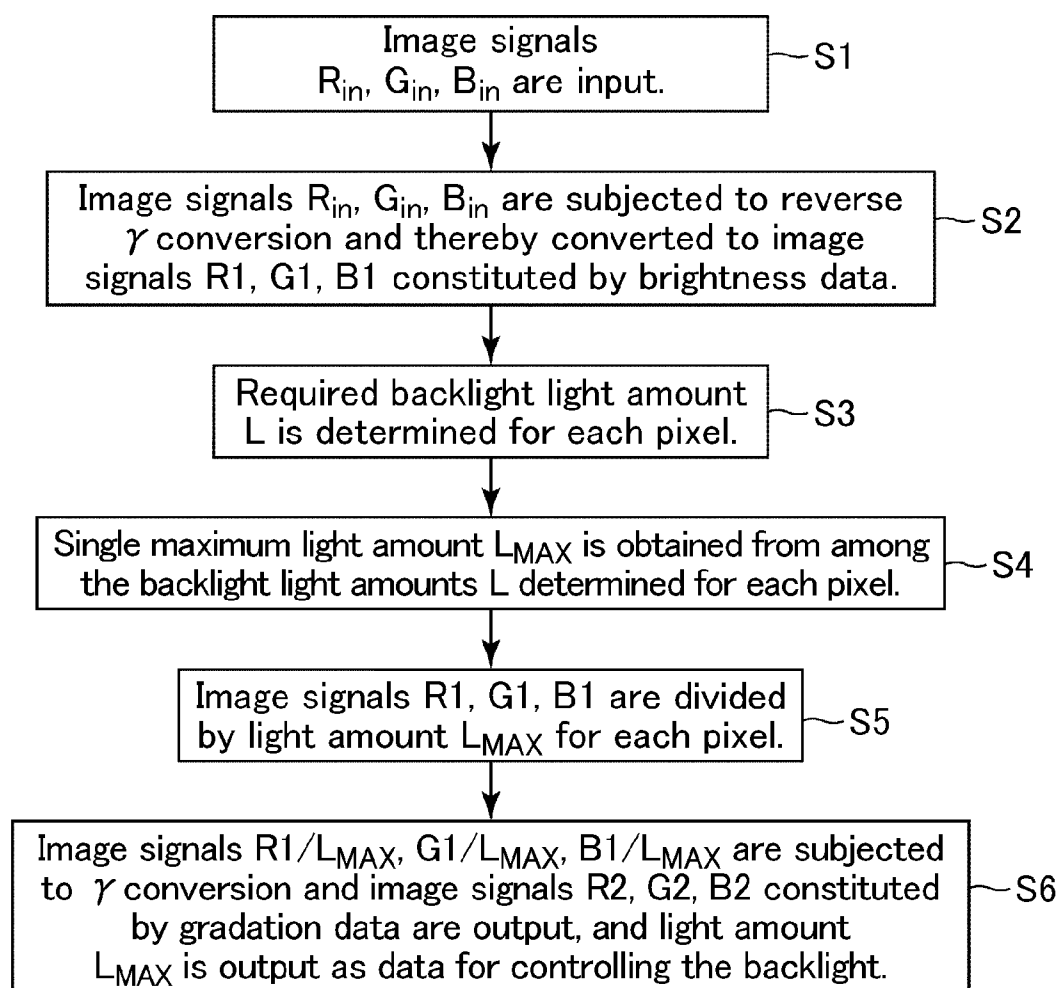 Image signals
R_in, G_in, B_in are input.
S1
Image signals R_in, G_in, B_in are subjected to reverse
γ conversion and thereby converted to image
signals R1, G1, B1 constituted by brightness data.
S2
Required backlight light amount
L is determined for each pixel.
S3
Single maximum light amount L_MAX is obtained from among
the backlight light amounts L determined for each pixel.
S4
Image signals R1, G1, B1 are divided
by light amount L_MAX for each pixel.
S5
Image signals R1/L_MAX, G1/L_MAX, B1/L_MAX are subjected
to γ conversion and image signals R2, G2, B2 constituted
by gradation data are output, and light amount
L_MAX is output as data for controlling the backlight.
S6